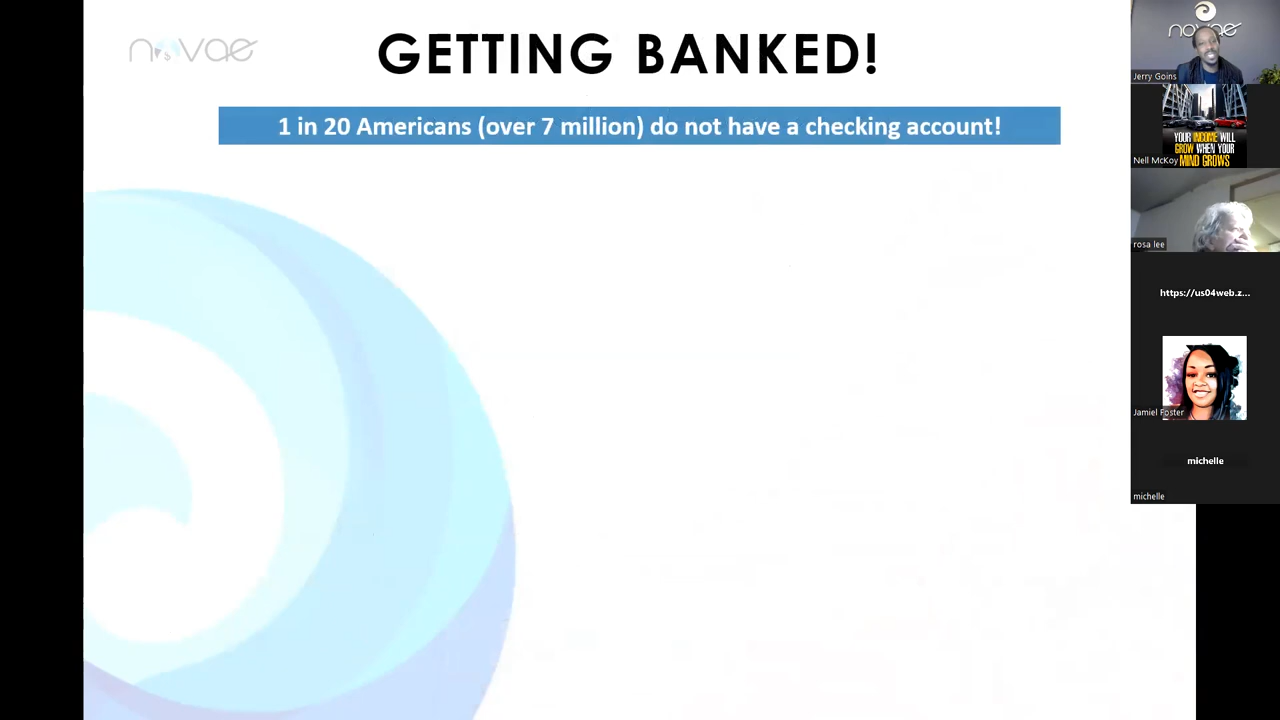 novae
GETTING BANKED!
1 in 20 Americans (over 7 million) do not have a checking account!
novae
Jerry Goins
YOUR INCOME WILL
GROW WHEN YOUR
MIND GROWS
Nell McKoy
rosa lee
https://us04web.z...
Jamiel Foster
michelle
michelle